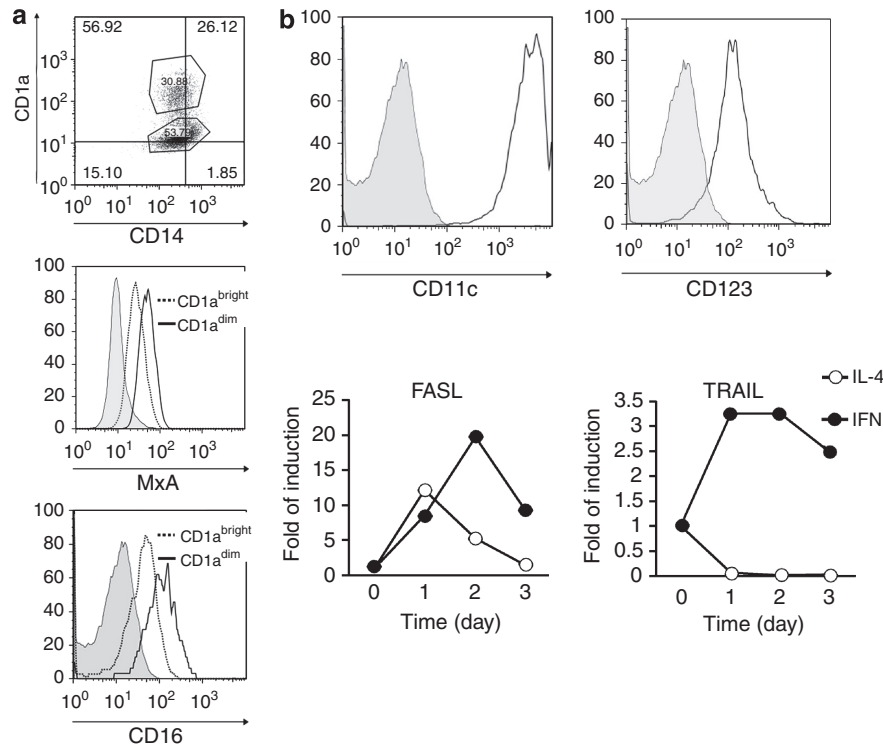 a
56.92 26.12
30.88
53.79
15.10 1.85
CD1a
10³
10²
10¹
10⁰
10⁰ 10¹ 10² 10³
CD14
100
80
60
40
20
0
CD1a^bright
CD1a^dim
10⁰ 10¹ 10² 10³
MxA
100
80
60
40
20
0
CD1a^bright
CD1a^dim
10⁰ 10¹ 10² 10³
CD16
b
100
80
60
40
20
0
10⁰ 10¹ 10² 10³
CD11c
100
80
60
40
20
0
10⁰ 10¹ 10² 10³
CD123
FASL
Fold of induction
25
20
15
10
5
0
0 1 2 3
Time (day)
TRAIL
Fold of induction
3.5
3
2.5
2
1.5
1
0.5
0
0 1 2 3
Time (day)
IL-4
IFN